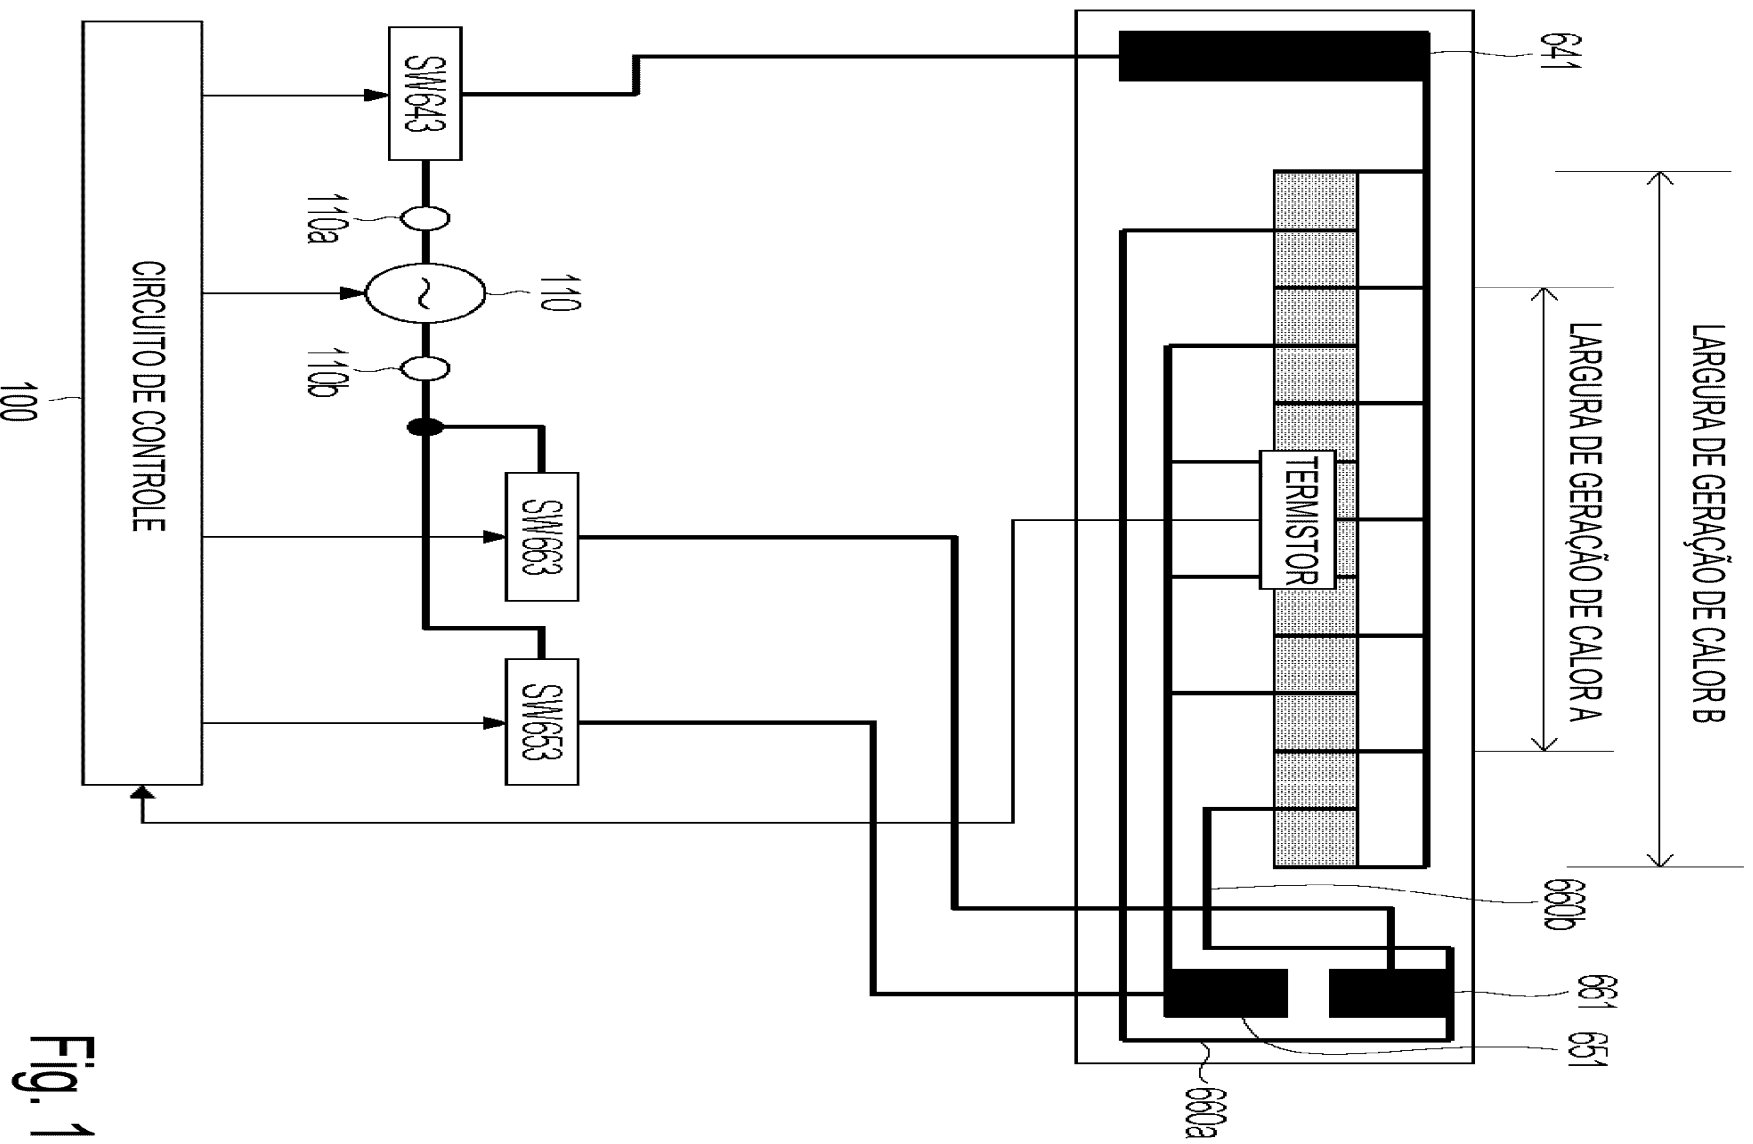 LARGURA DE GERAÇÃO DE CALOR B
LARGURA DE GERAÇÃO DE CALOR A
641
661
651
660b
TERMISTOR
660a
110
SW663
SW653
SW643
110a
110b
CIRCUITO DE CONTROLE
100
Fig. 1